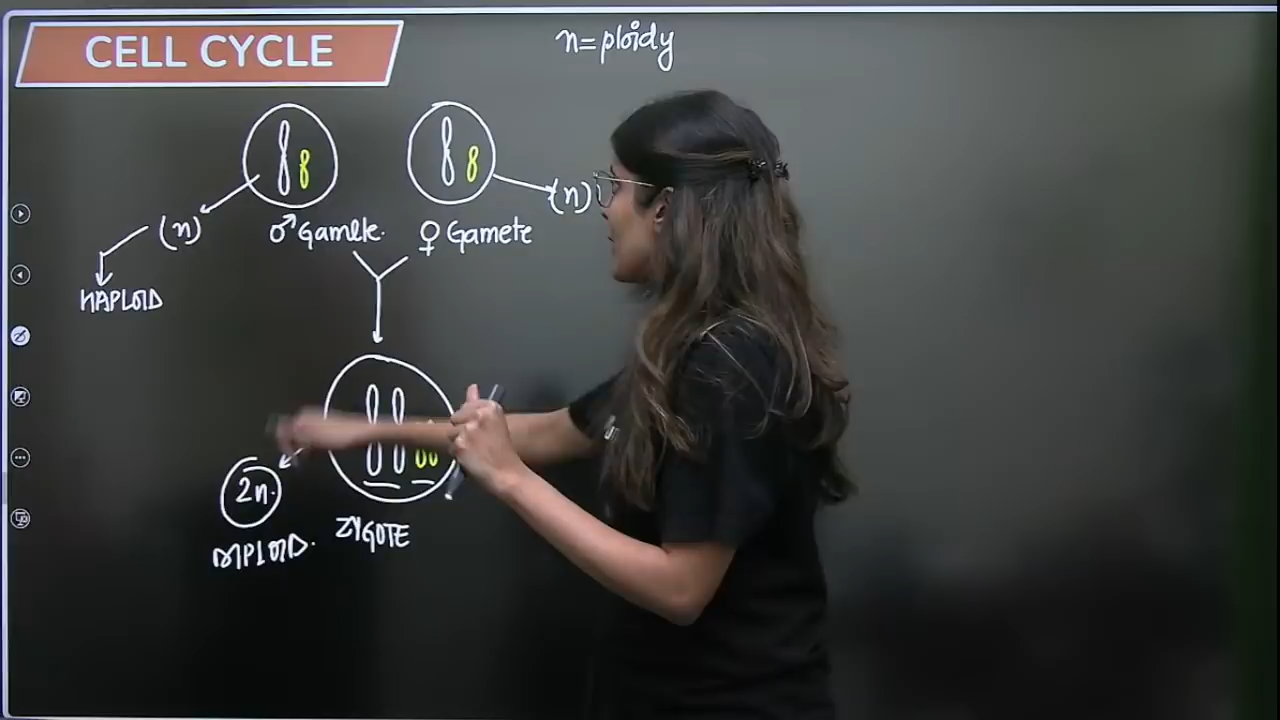 CELL CYCLE
n=ploidy
(n)
(n)
♂ Gamete.
♀ Gamete
HAPLOID
2n.
ZYGOTE
DIPLOID.